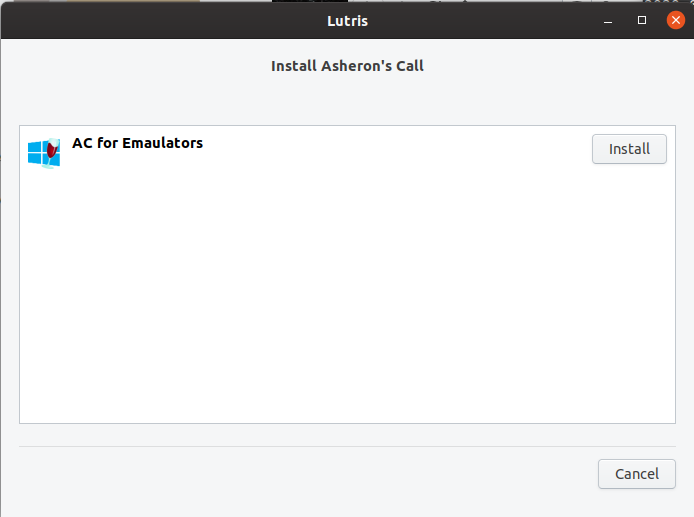 Lutris
Install Asheron's Call
AC for Emaulators
Install
Cancel